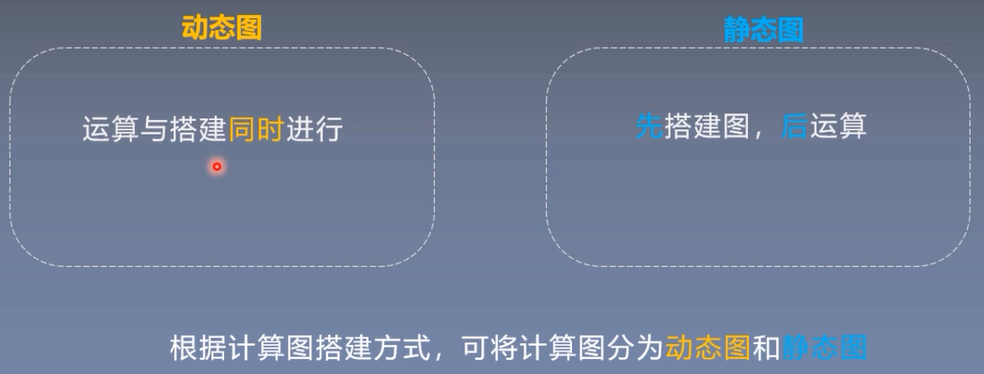 动态图
静态图
运算与搭建同时进行
先搭建图，后运算
根据计算图搭建方式，可将计算图分为动态图和静态图